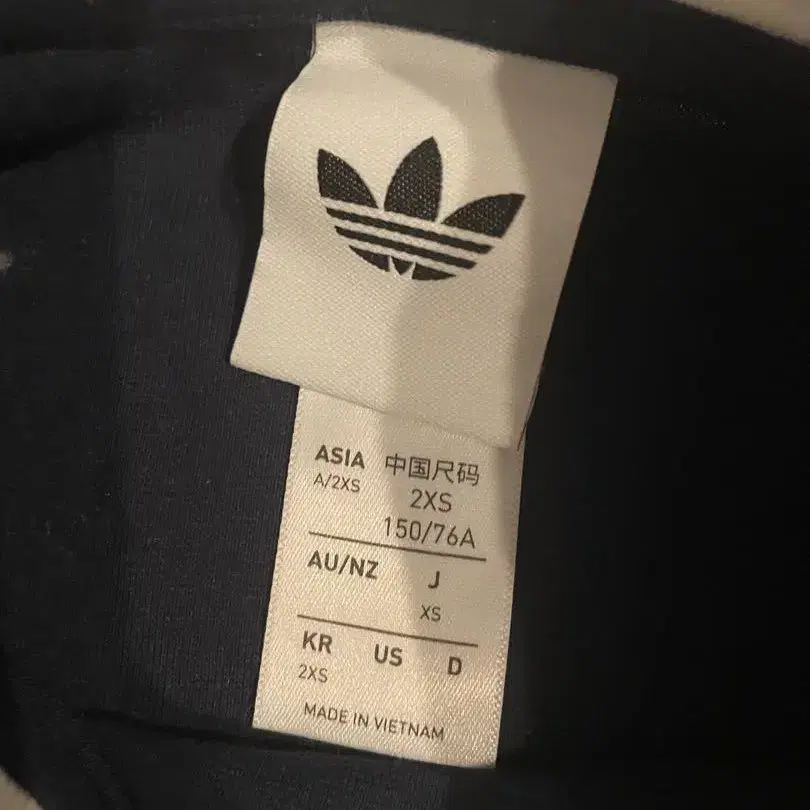 ASIA 中国尺码
A/2XS 2XS
150/76A
AU/NZ J
XS
KR US D
2XS
MADE IN VIETNAM